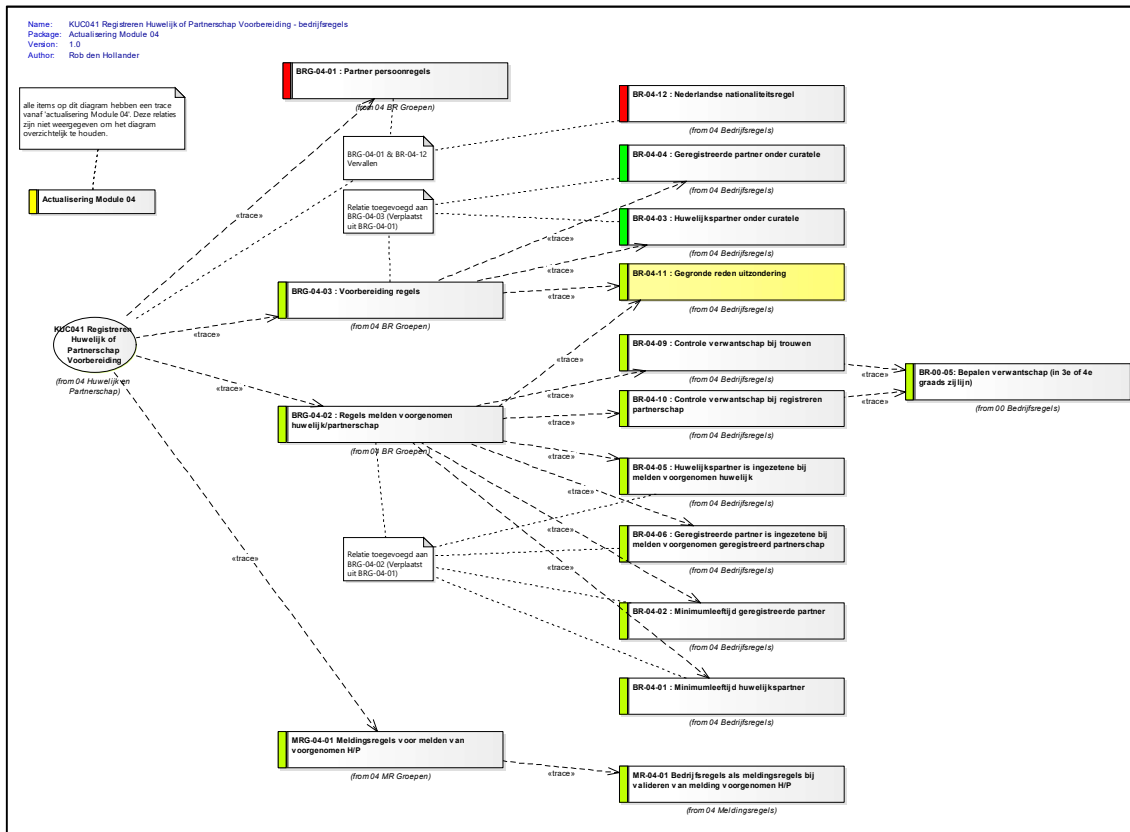 Name: KUC041 Registreren Huwelijk of Partnerschap Voorbereiding - bedrijfsregels
Package: Actualisering Module 04
Version: 1.0
Author: Rob den Hollander
alle items op dit diagram hebben een trace
vanaf 'actualisering Module 04'. Deze relaties
zijn niet weergegeven om het diagram
overzichtelijk te houden.
Actualisering Module 04
KUC041 Registreren
Huwelijk of
Partnerschap
Voorbereiding
(from 04 Huwelijk en
Partnerschap)
«trace»
«trace»
«trace»
«trace»
BRG-04-01 : Partner persoonregels
(from 04 BR Groepen)
BRG-04-01 & BR-04-12
Vervallen
Relatie toegevoegd aan
BRG-04-03 (Verplaatst
uit BRG-04-01)
BRG-04-03 : Voorbereiding regels
(from 04 BR Groepen)
BRG-04-02 : Regels melden voorgenomen
huwelijk/partnerschap
(from 04 BR Groepen)
Relatie toegevoegd aan
BRG-04-02 (Verplaatst
uit BRG-04-01)
MRG-04-01 Meldingsregels voor melden van
voorgenomen H/P
(from 04 MR Groepen)
«trace»
«trace»
«trace»
«trace»
«trace»
«trace»
«trace»
«trace»
«trace»
«trace»
«trace»
BR-04-12 : Nederlandse nationaliteitsregel
(from 04 Bedrijfsregels)
BR-04-04 : Geregistreerde partner onder curatele
(from 04 Bedrijfsregels)
BR-04-03 : Huwelijkspartner onder curatele
(from 04 Bedrijfsregels)
BR-04-11 : Gegronde reden uitzondering
(from 04 Bedrijfsregels)
BR-04-09 : Controle verwantschap bij trouwen
(from 04 Bedrijfsregels)
BR-04-10 : Controle verwantschap bij registreren
partnerschap
(from 04 Bedrijfsregels)
BR-04-05 : Huwelijkspartner is ingezetene bij
melden voorgenomen huwelijk
(from 04 Bedrijfsregels)
BR-04-06 : Geregistreerde partner is ingezetene bij
melden voorgenomen geregistreerd partnerschap
(from 04 Bedrijfsregels)
BR-04-02 : Minimumleeftijd geregistreerde partner
(from 04 Bedrijfsregels)
BR-04-01 : Minimumleeftijd huwelijkspartner
(from 04 Bedrijfsregels)
MR-04-01 Bedrijfsregels als meldingsregels bij
valideren van melding voorgenomen H/P
(from 04 Meldingsregels)
«trace»
«trace»
BR-00-05: Bepalen verwantschap (in 3e of 4e
graads zijlijn)
(from 00 Bedrijfsregels)